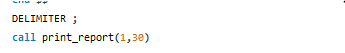 DELIMITER ;
call print_report(1,30)